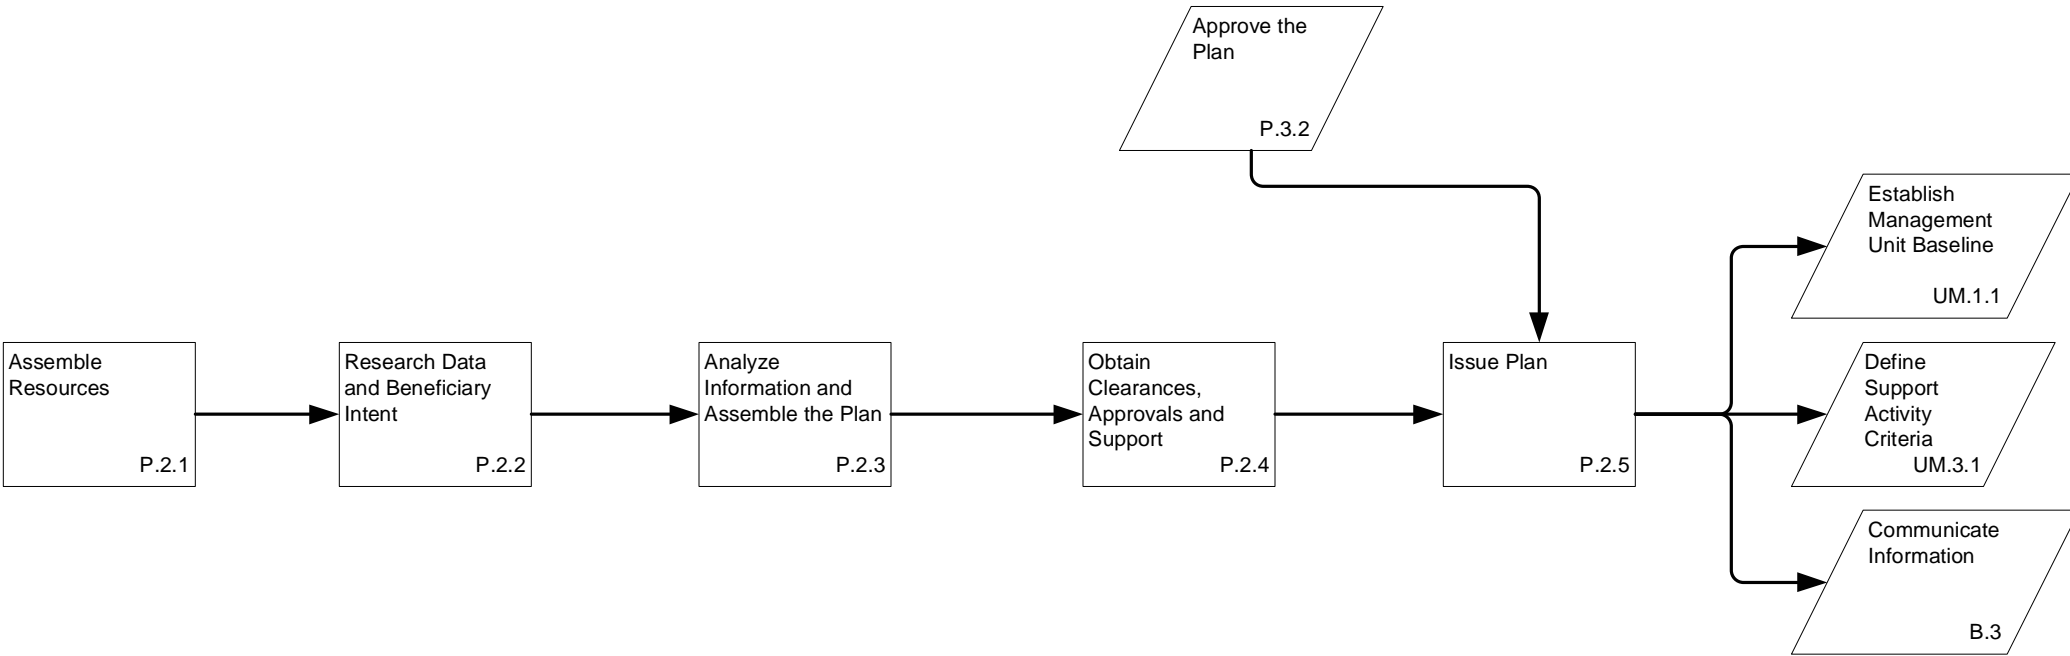 Approve the
Plan
P.3.2
Establish
Management
Unit Baseline
UM.1.1
Assemble
Resources
P.2.1
Research Data
and Beneficiary
Intent
P.2.2
Analyze
Information and
Assemble the Plan
P.2.3
Obtain
Clearances,
Approvals and
Support
P.2.4
Issue Plan
P.2.5
Define
Support
Activity
Criteria
UM.3.1
Communicate
Information
B.3